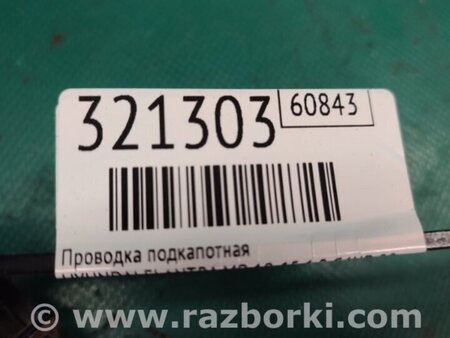 321303 60843
Проводка подкапотная
www.razborki.com